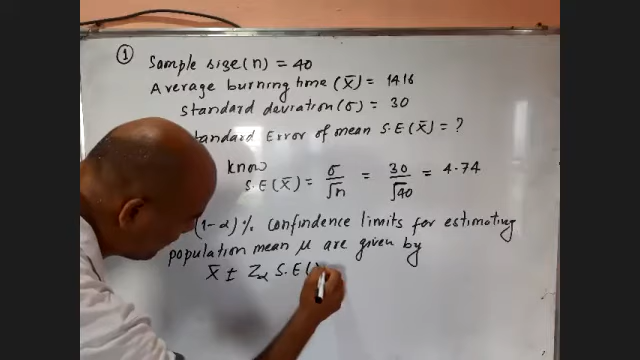 ① Sample size (n) = 40
Average burning time (X̄) = 1416
standard deviation (σ) = 30
tandard Error of mean S.E (X̄) = ?
know
S.E (X̄) = σ/√n = 30/√40 = 4.74
(1-α) % confindence limits for estimating
population mean μ are given by
X̄ ± Zα S.E (